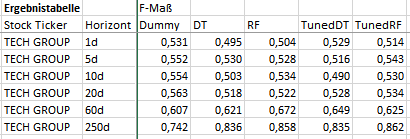 Ergebnistabelle F-Maß
Stock Ticker Horizont Dummy DT RF TunedDT TunedRF
TECH GROUP 1d 0,531 0,495 0,504 0,529 0,514
TECH GROUP 5d 0,552 0,530 0,528 0,516 0,543
TECH GROUP 10d 0,554 0,503 0,534 0,490 0,530
TECH GROUP 20d 0,563 0,518 0,522 0,528 0,534
TECH GROUP 60d 0,607 0,621 0,672 0,649 0,625
TECH GROUP 250d 0,742 0,836 0,858 0,835 0,862